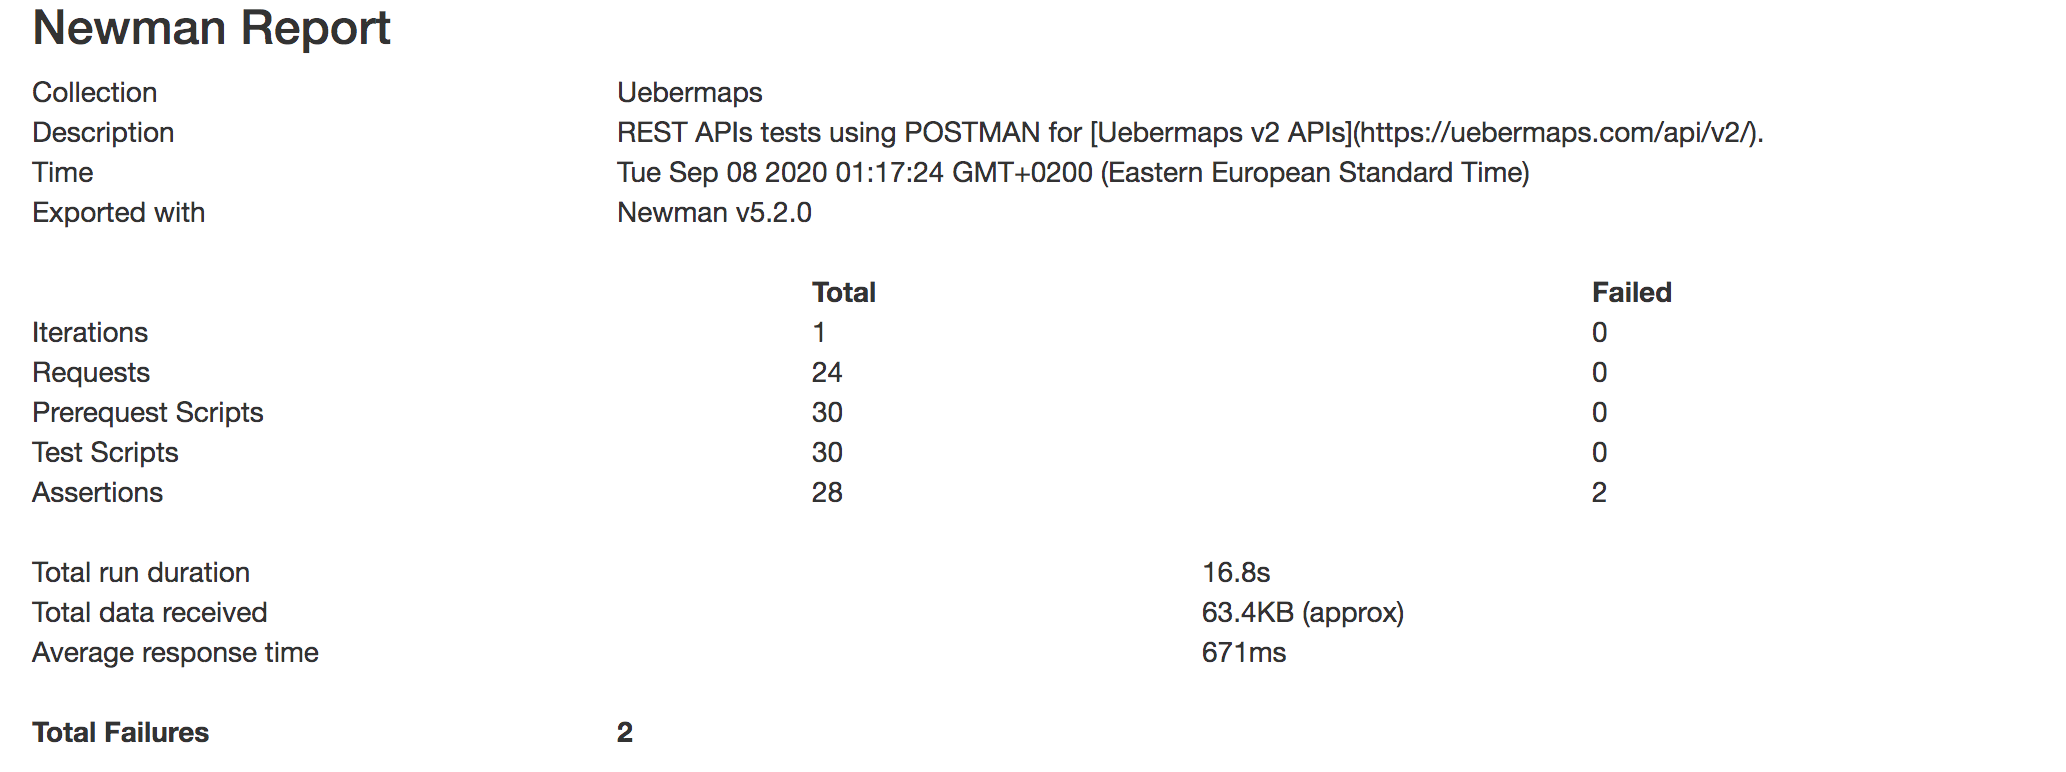 Newman Report
Collection Uebermaps
Description REST APIs tests using POSTMAN for [Uebermaps v2 APIs](https://uebermaps.com/api/v2/).
Time Tue Sep 08 2020 01:17:24 GMT+0200 (Eastern European Standard Time)
Exported with Newman v5.2.0
Total Failed
Iterations 1 0
Requests 24 0
Prerequest Scripts 30 0
Test Scripts 30 0
Assertions 28 2
Total run duration 16.8s
Total data received 63.4KB (approx)
Average response time 671ms
Total Failures 2